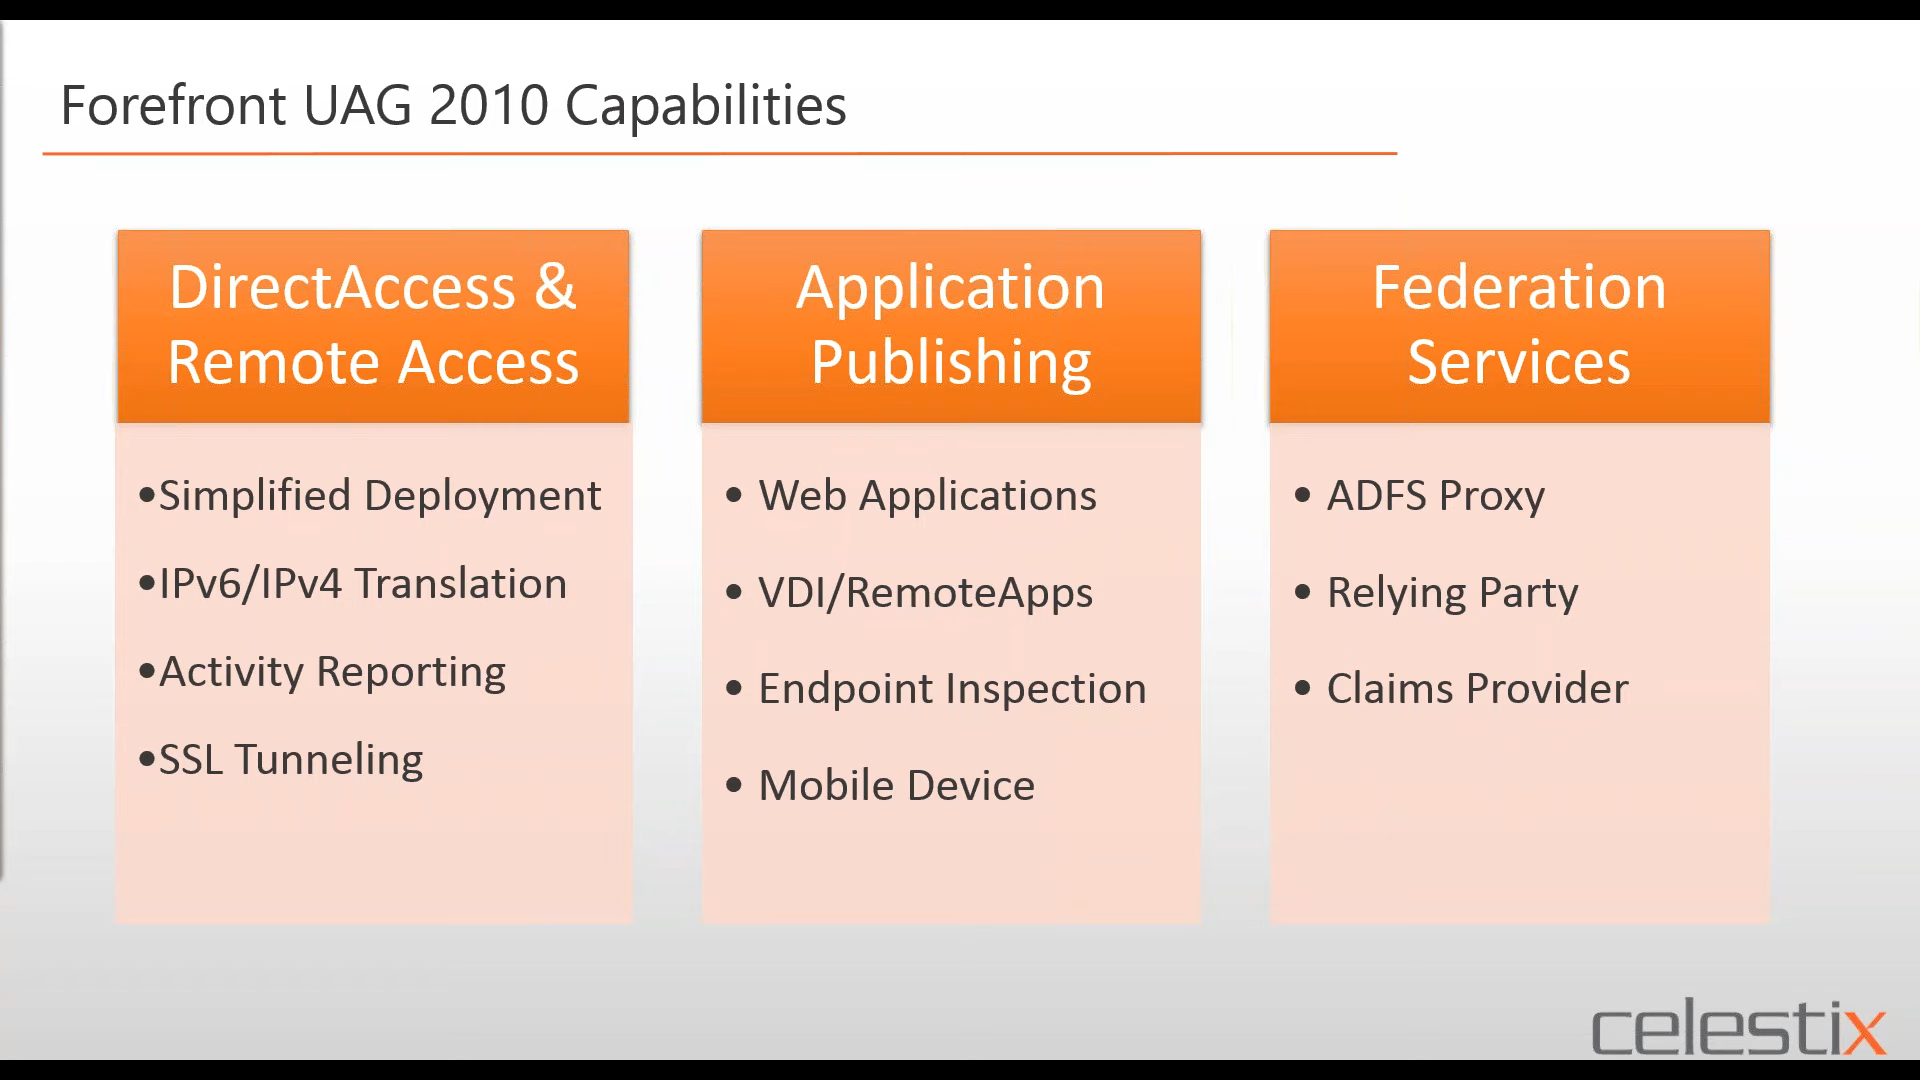 Forefront UAG 2010 Capabilities
DirectAccess &
Remote Access
•Simplified Deployment
•IPv6/IPv4 Translation
•Activity Reporting
•SSL Tunneling
Application
Publishing
• Web Applications
• VDI/RemoteApps
• Endpoint Inspection
• Mobile Device
Federation
Services
• ADFS Proxy
• Relying Party
• Claims Provider
celestix